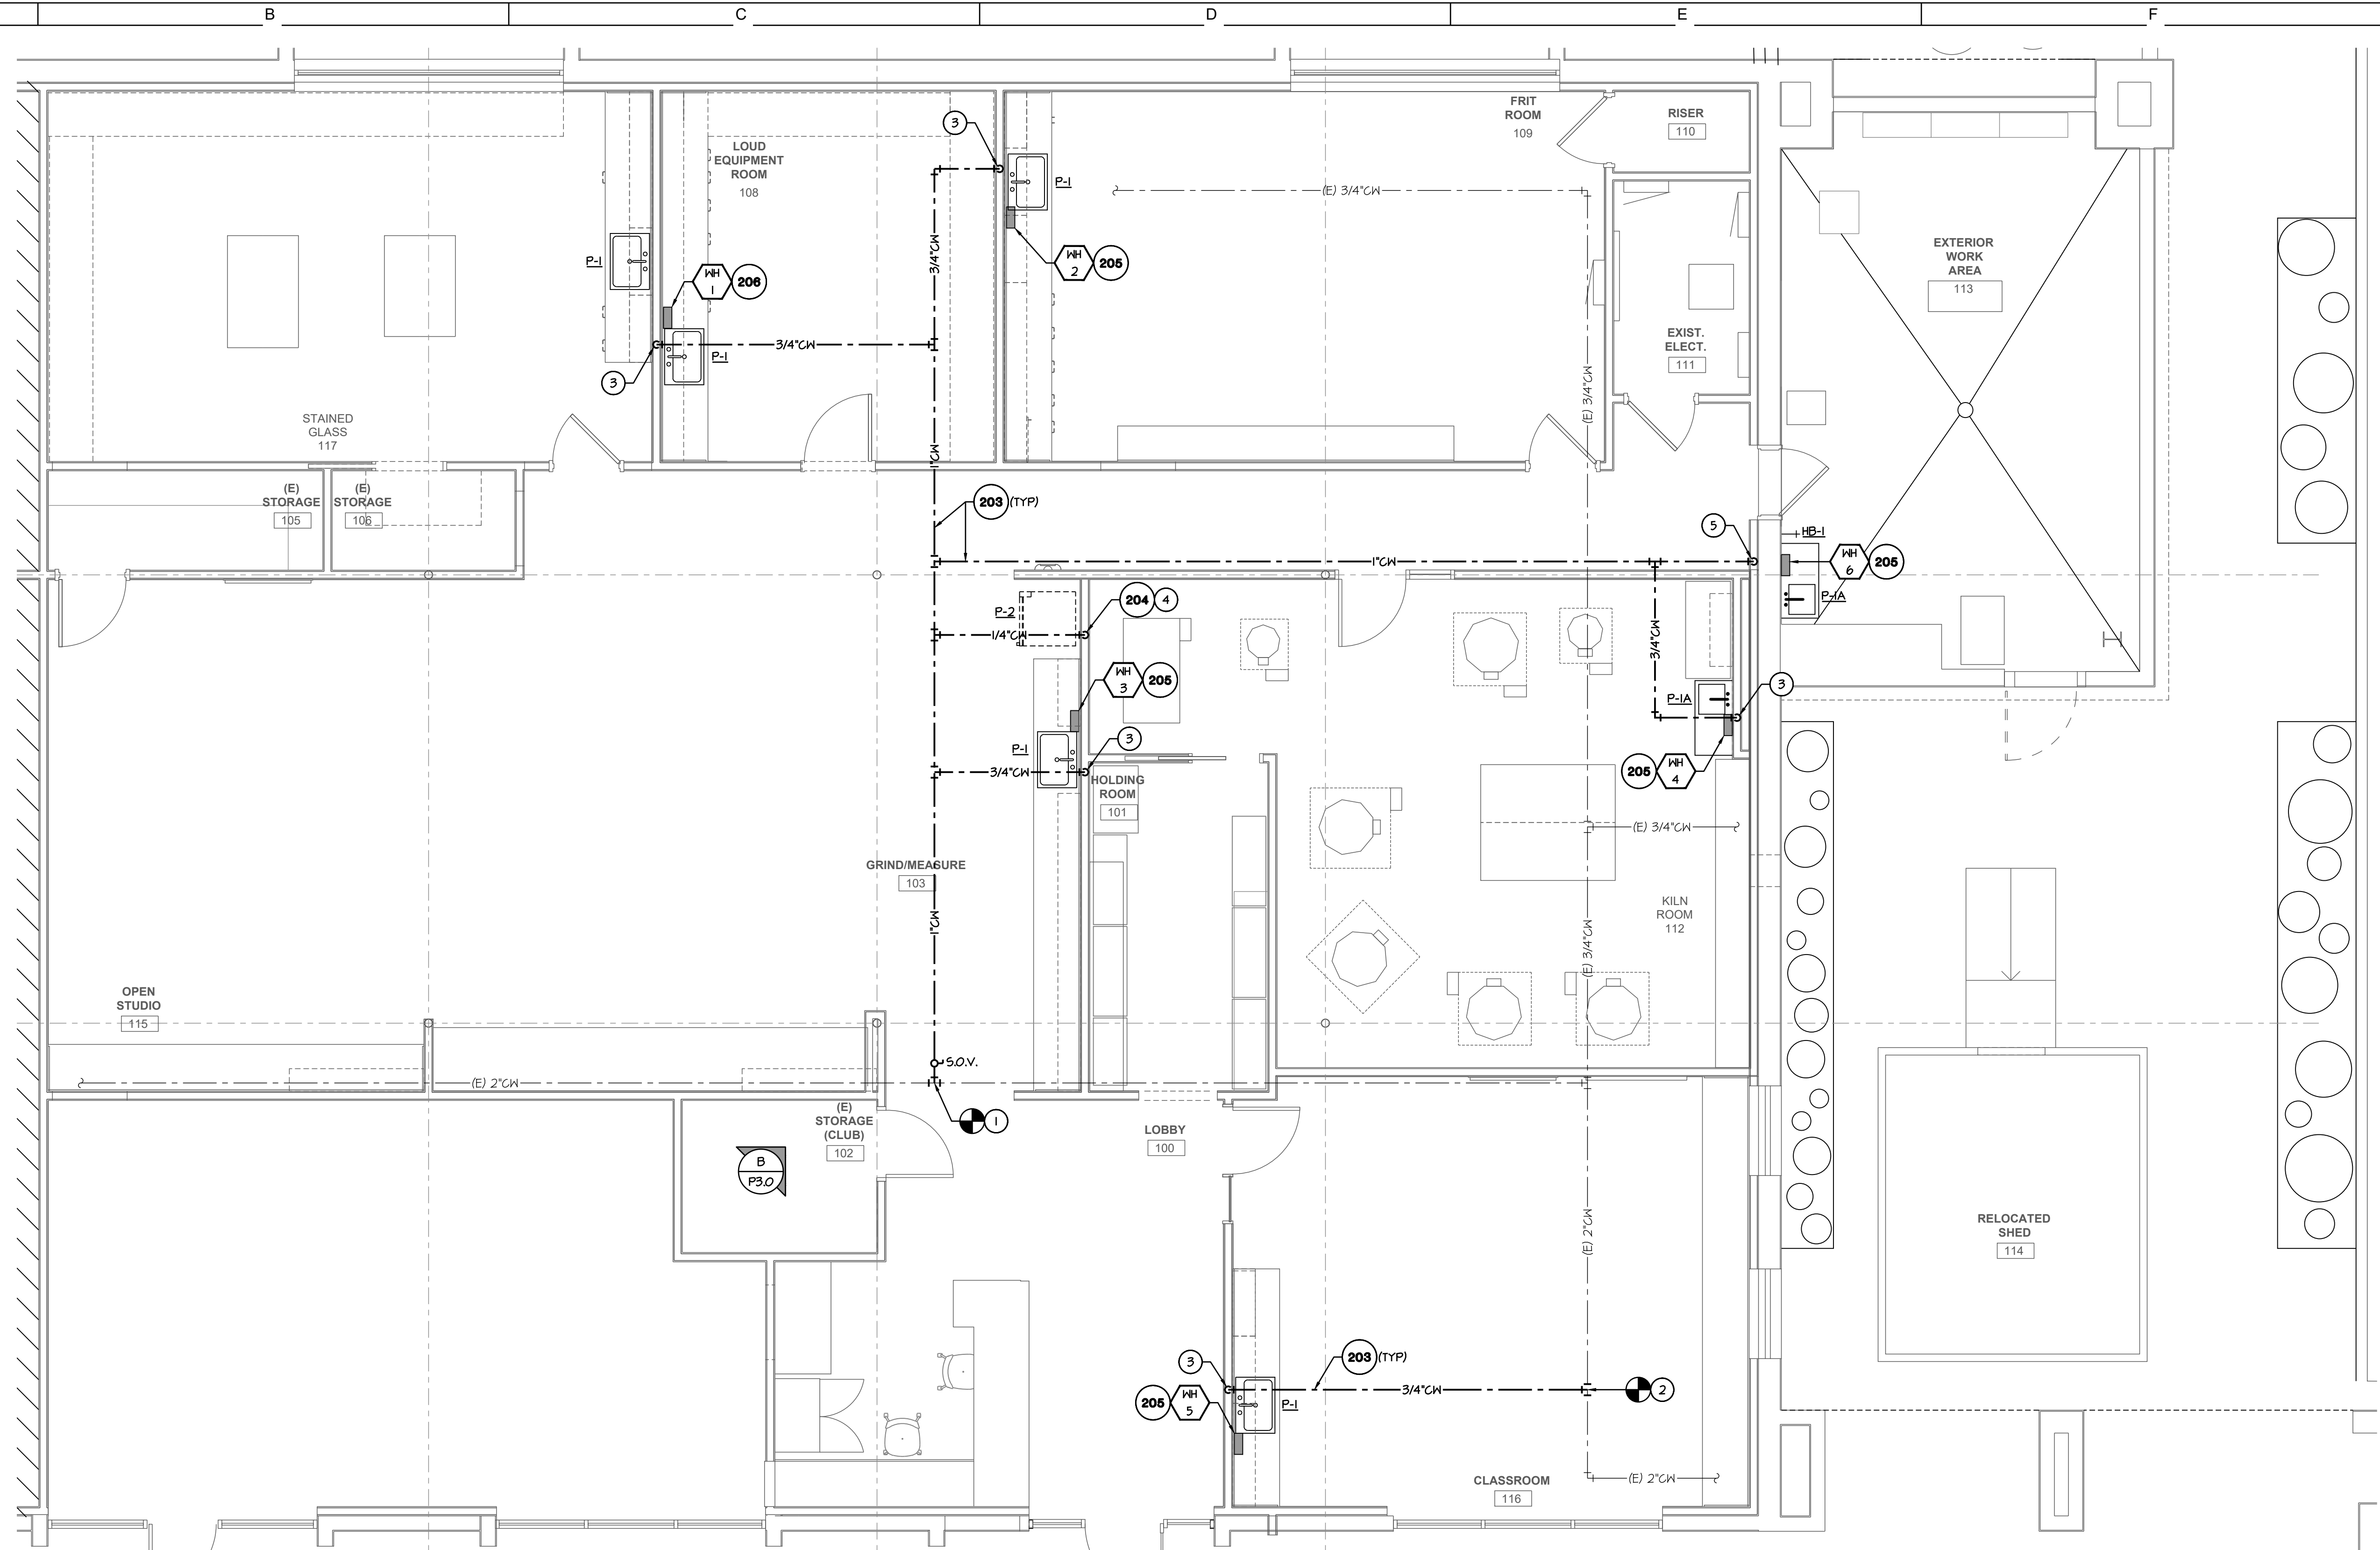 B
C
D
E
F
FRIT
ROOM
109
RISER
110
3
LOUD
EQUIPMENT
ROOM
108
P-1
(E) 3/4"CW
3/4"CW
EXTERIOR
WORK
AREA
113
P-1
WH
1
206
WH
2
205
3/4"CW
P-1
3
EXIST.
ELECT.
111
(E) 3/4"CW
STAINED
GLASS
117
1"CW
(E)
STORAGE
105
(E)
STORAGE
106
203 (TYP)
5
HB-1
1"CW
WH
6
205
P-1A
P-2
204
4
1/4"CW
3/4"CW
WH
3
205
P-1A
3
P-1
3
3/4"CW
205
WH
4
HOLDING
ROOM
101
(E) 3/4"CW
GRIND/MEASURE
103
1"CW
KILN
ROOM
112
(E) 3/4"CW
OPEN
STUDIO
115
S.O.V.
(E) 2"CW
1
(E)
STORAGE
(CLUB)
102
LOBBY
100
B
P3.0
(E) 2"CW
RELOCATED
SHED
114
3
203 (TYP)
205
WH
5
P-1
3/4"CW
2
CLASSROOM
116
(E) 2"CW